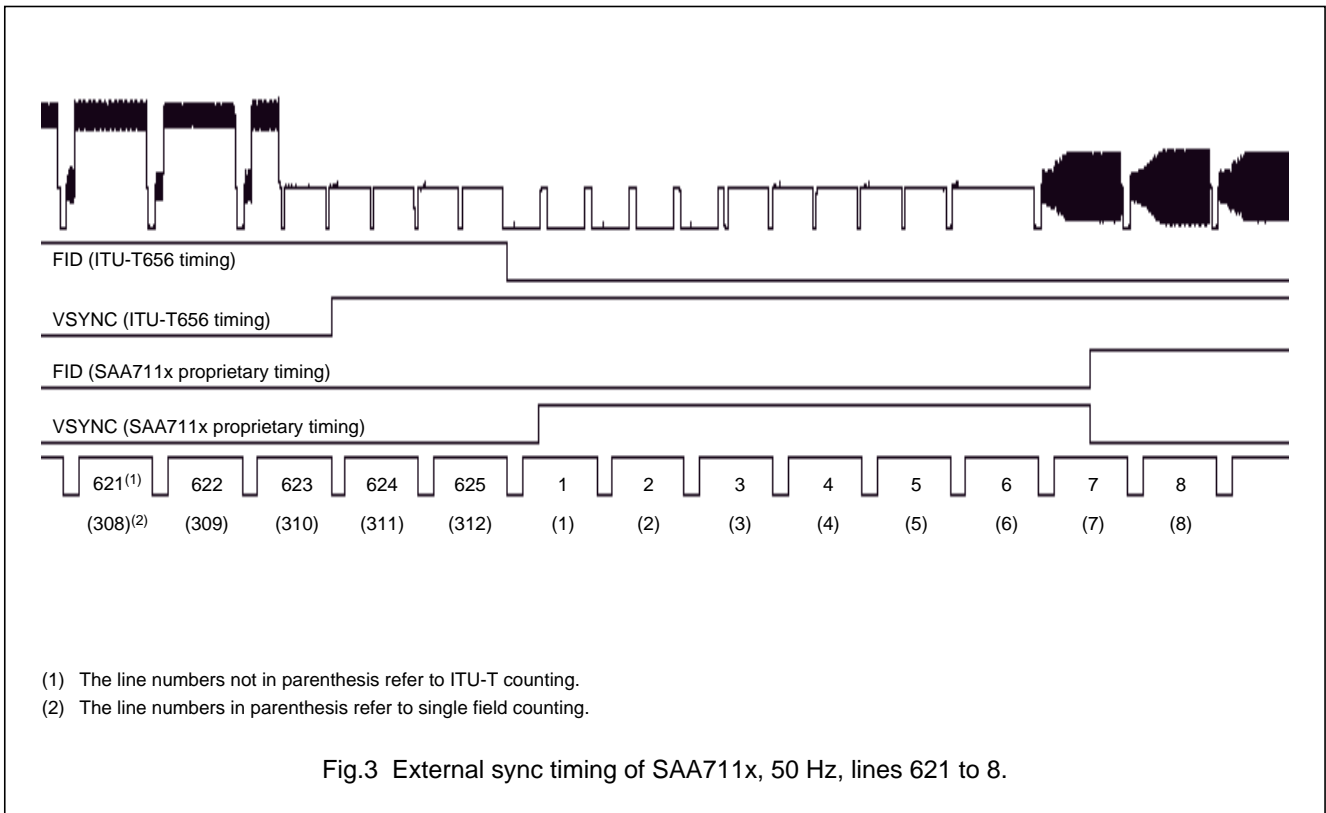 FID (ITU-T656 timing)
VSYNC (ITU-T656 timing)
FID (SAA711x proprietary timing)
VSYNC (SAA711x proprietary timing)
621(1) 622 623 624 625 1 2 3 4 5 6 7 8
(308)(2) (309) (310) (311) (312) (1) (2) (3) (4) (5) (6) (7) (8)
(1) The line numbers not in parenthesis refer to ITU-T counting.
(2) The line numbers in parenthesis refer to single field counting.
Fig.3 External sync timing of SAA711x, 50 Hz, lines 621 to 8.